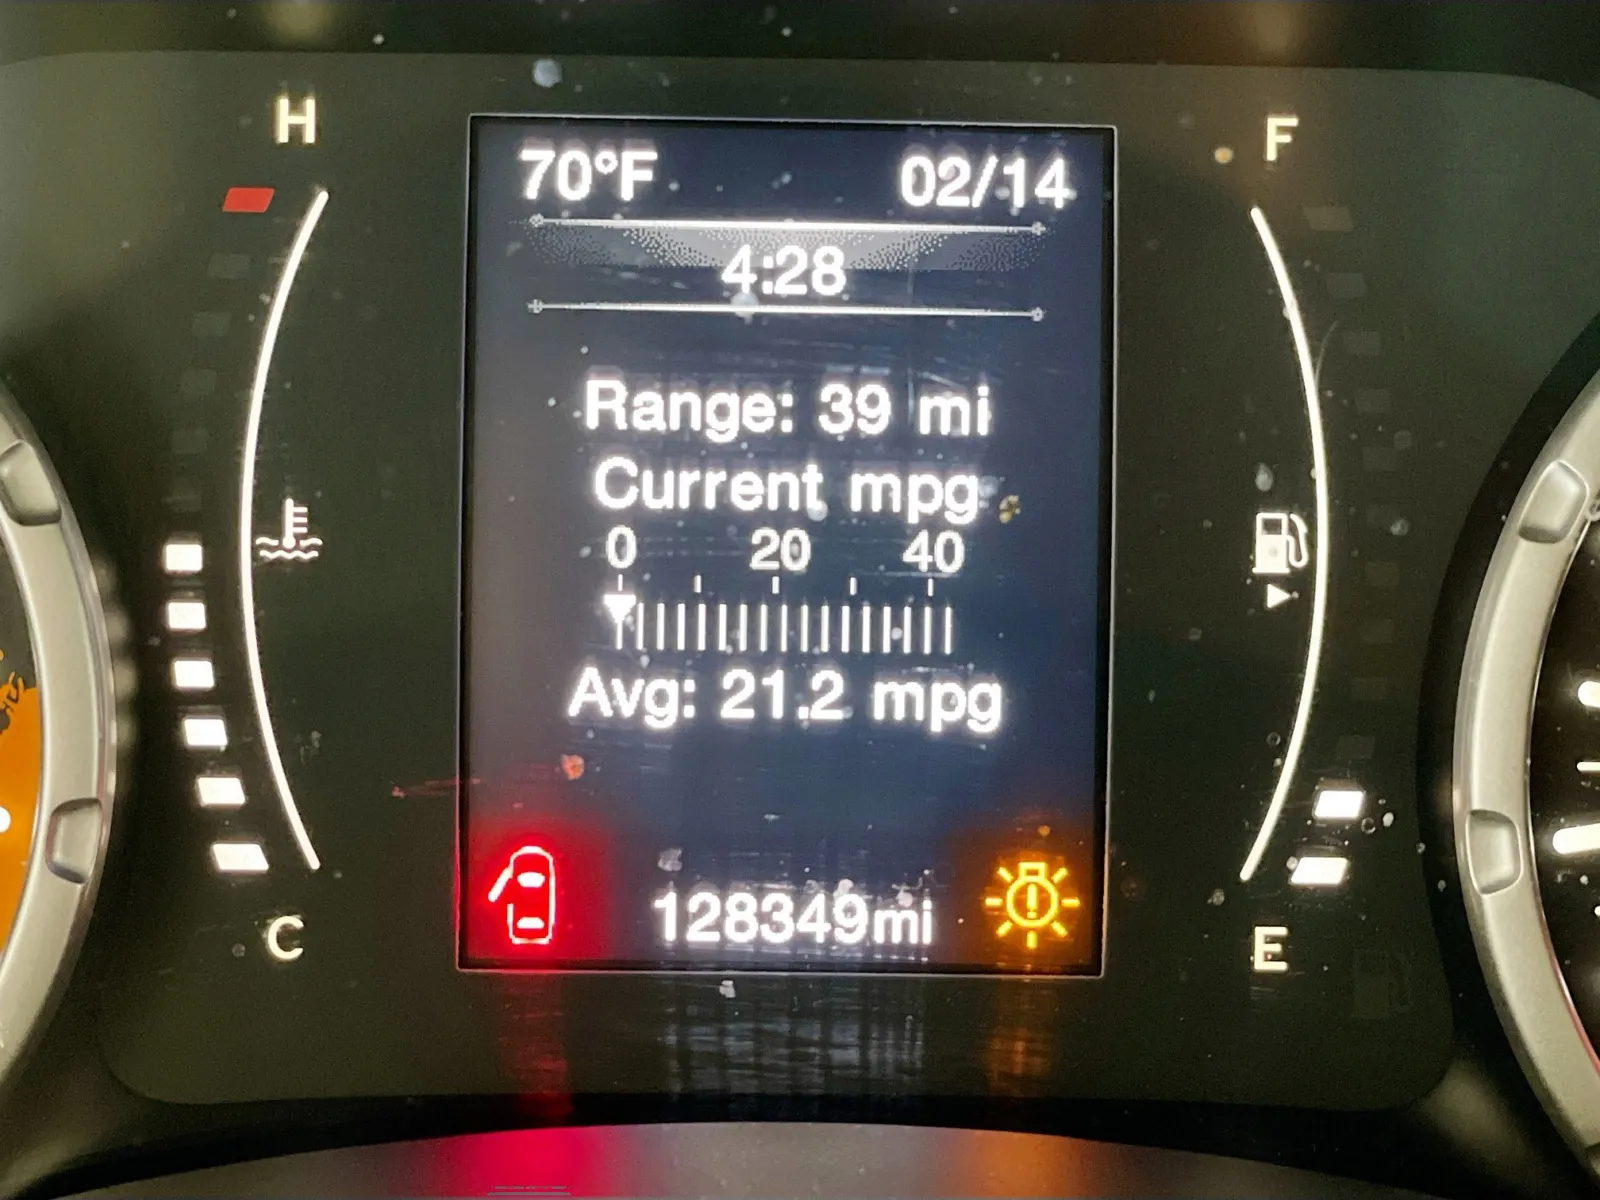 H
F
70°F 02/14
4:28
Range: 39 mi
Current mpg
0 20 40
Avg: 21.2 mpg
128349mi
C
E